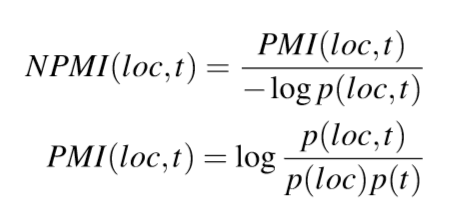 NPMI(loc,t) = PMI(loc,t) / −log p(loc,t)
PMI(loc,t) = log p(loc,t) / p(loc)p(t)